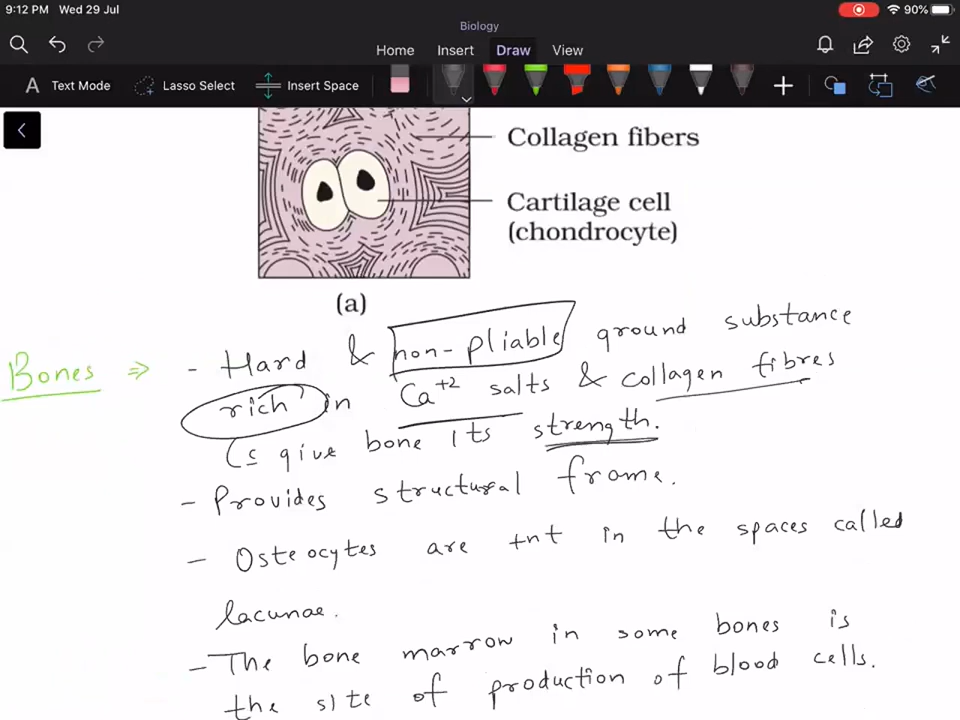 9:12 PM Wed 29 Jul
90%
Biology
Home Insert Draw View
Text Mode Lasso Select Insert Space
Collagen fibers
Cartilage cell
(chondrocyte)
(a)
Bones ⇒ - Hard & non-pliable ground substance
rich in Ca+2 salts & collagen fibres
give bone its strength.
- Provides structural frame.
- Osteocytes are +nt in the spaces called
lacunae.
- The bone marrow in some bones is
the site of production of blood cells.